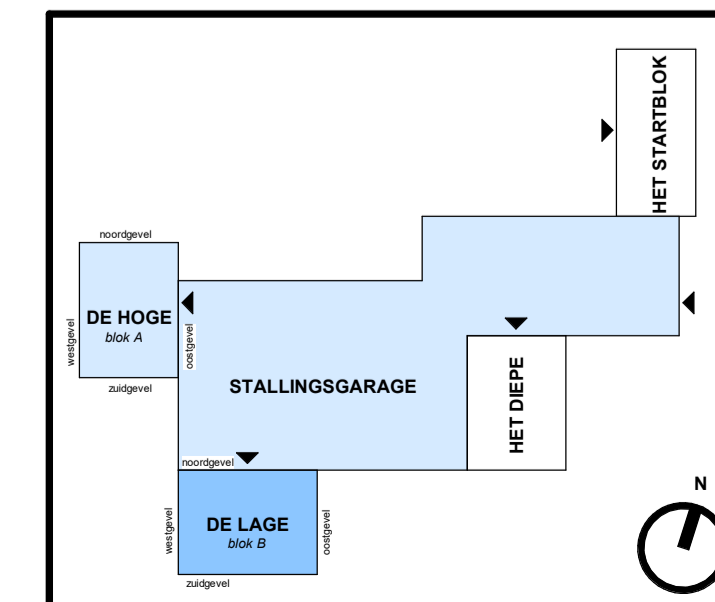 HET STARTBLOK
noordgevel
DE HOGE
blok A
westgevel
oostgevel
zuidgevel
STALLINGSGARAGE
HET DIEPE
noordgevel
DE LAGE
blok B
westgevel
oostgevel
zuidgevel
N